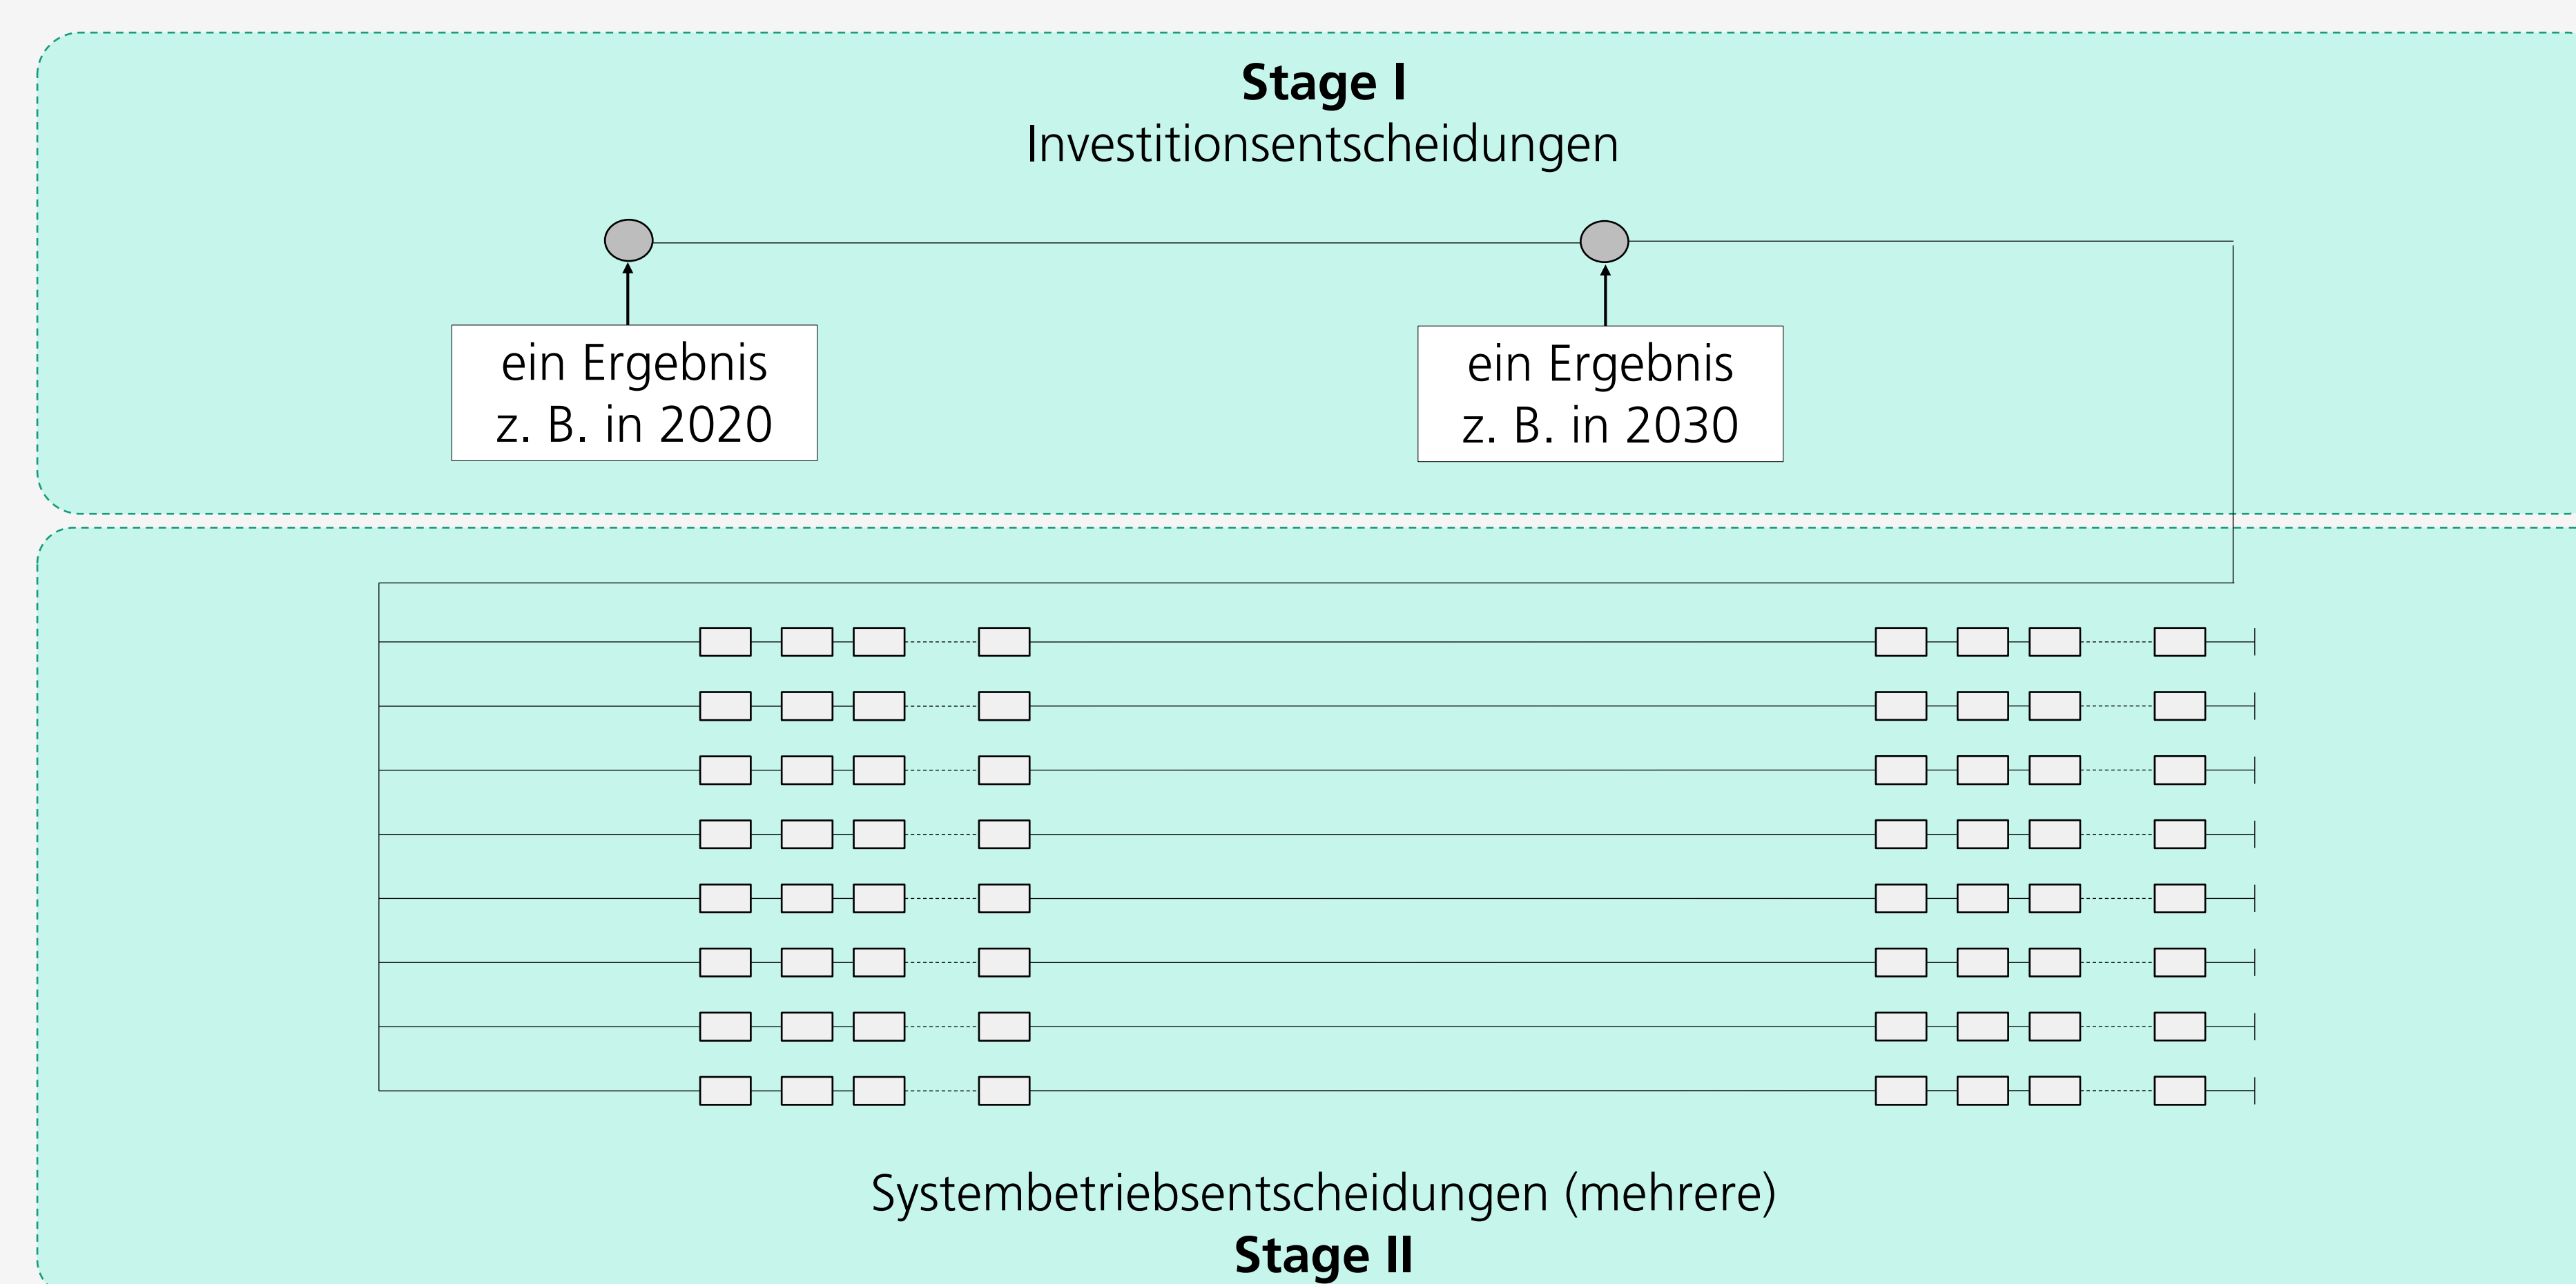 Stage I
Investitionsentscheidungen
ein Ergebnis
z. B. in 2020
ein Ergebnis
z. B. in 2030
Systembetriebsentscheidungen (mehrere)
Stage II